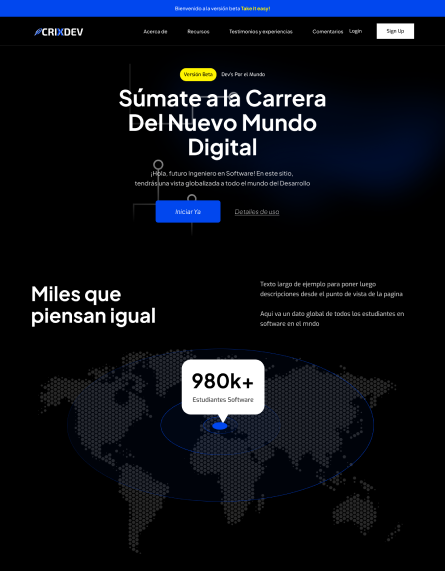 Bienvenido a la versión beta Take it easy!
CRIXDEV
Acerca de
Recursos
Testimonios y experiencias
Comentarios
Login
Sign Up
Versión Beta
Dev's Por el Mundo
Súmate a la Carrera
Del Nuevo Mundo
Digital
¡Hola, futuro Ingeniero en Software! En este sitio,
tendrás una vista globalizada a todo el mundo del Desarrollo
Iniciar Ya
Detalles de uso
Miles que
piensan igual
Texto largo de ejemplo para poner luego
descripciones desde el punto de vista de la pagina
Aqui va un dato global de todos los estudiantes en
software en el mndo
980k+
Estudiantes Software